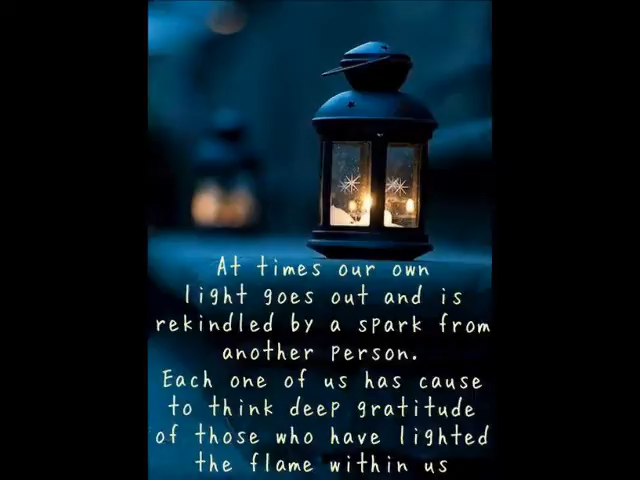 At times our own
light goes out and is
rekindled by a spark from
another person.
Each one of us has cause
to think deep gratitude
of those who have lighted
the flame within us